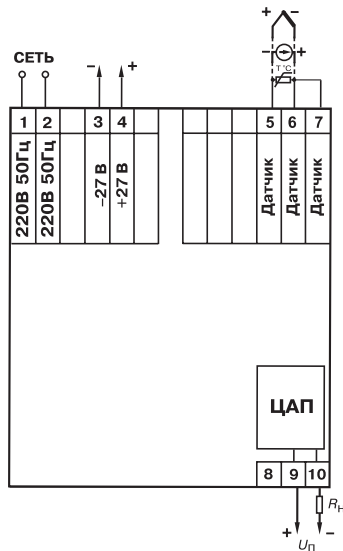 + -
- +
T °C
СЕТЬ
- +
1 2 3 4 5 6 7
220В 50Гц
220В 50Гц
−27 В
+27 В
Датчик
Датчик
Датчик
ЦАП
8 9 10
Rн
+ -
Uп